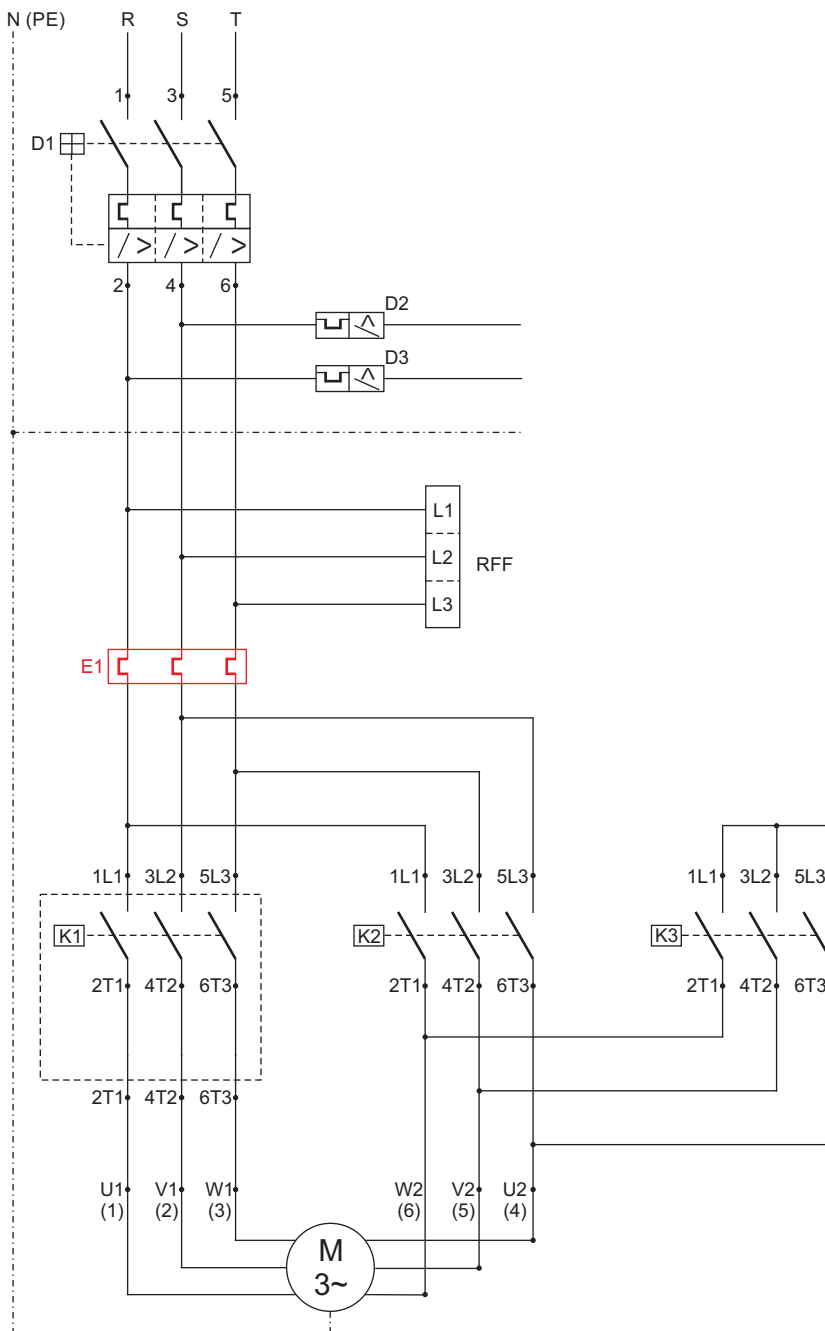 N (PE) R S T
1 3 5
D1
2 4 6
D2
D3
L1
L2 RFF
L3
E1
1L1 3L2 5L3 1L1 3L2 5L3 1L1 3L2 5L3
K1 K2 K3
2T1 4T2 6T3 2T1 4T2 6T3 2T1 4T2 6T3
2T1 4T2 6T3
U1 V1 W1 W2 V2 U2
(1) (2) (3) (6) (5) (4)
M
3~